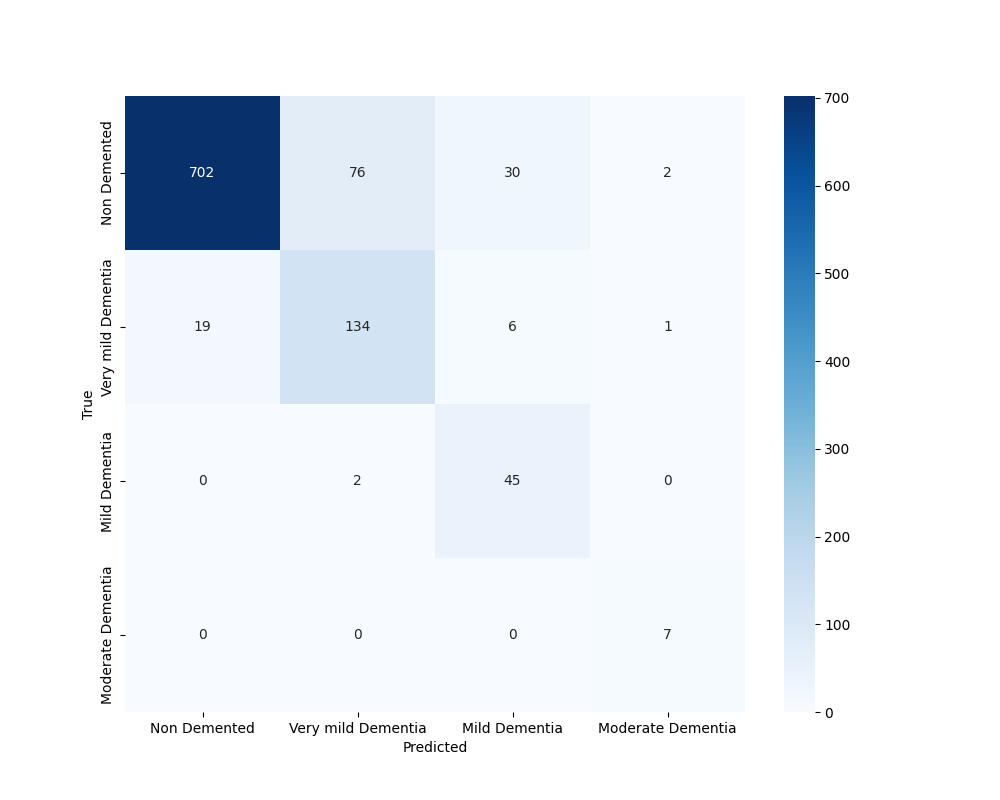 Non Demented
702 76 30 2
Very mild Dementia
19 134 6 1
Mild Dementia
0 2 45 0
Moderate Dementia
0 0 0 7
True
Non Demented Very mild Dementia Mild Dementia Moderate Dementia
Predicted
700
600
500
400
300
200
100
0